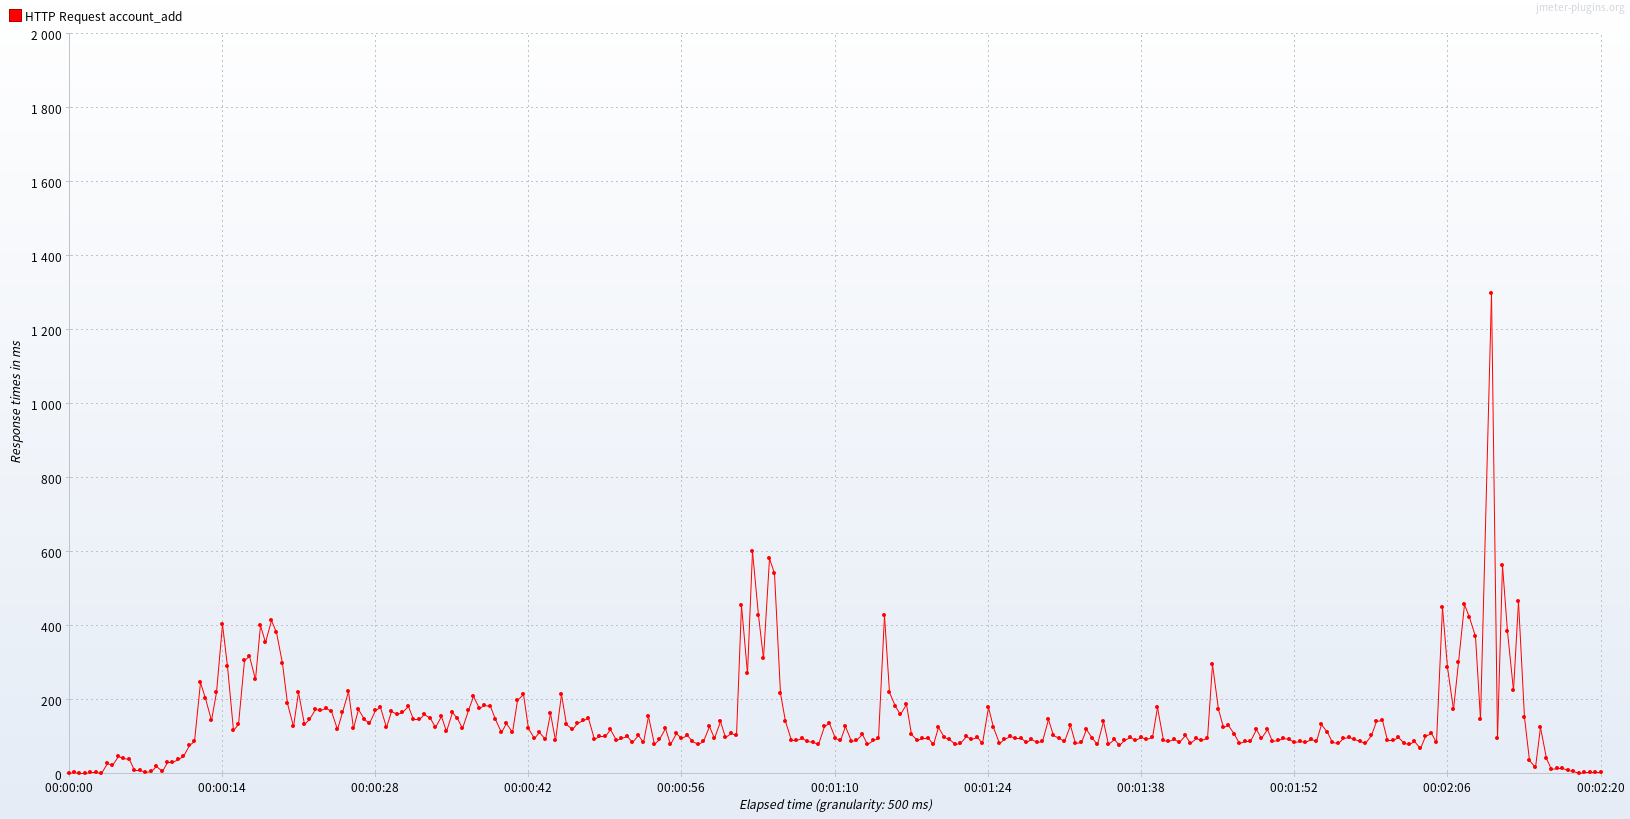 HTTP Request account_add
jmeter-plugins.org
2 000
1 800
1 600
1 400
1 200
1 000
800
600
400
200
0
Response times in ms
00:00:00 00:00:14 00:00:28 00:00:42 00:00:56 00:01:10 00:01:24 00:01:38 00:01:52 00:02:06 00:02:20
Elapsed time (granularity: 500 ms)